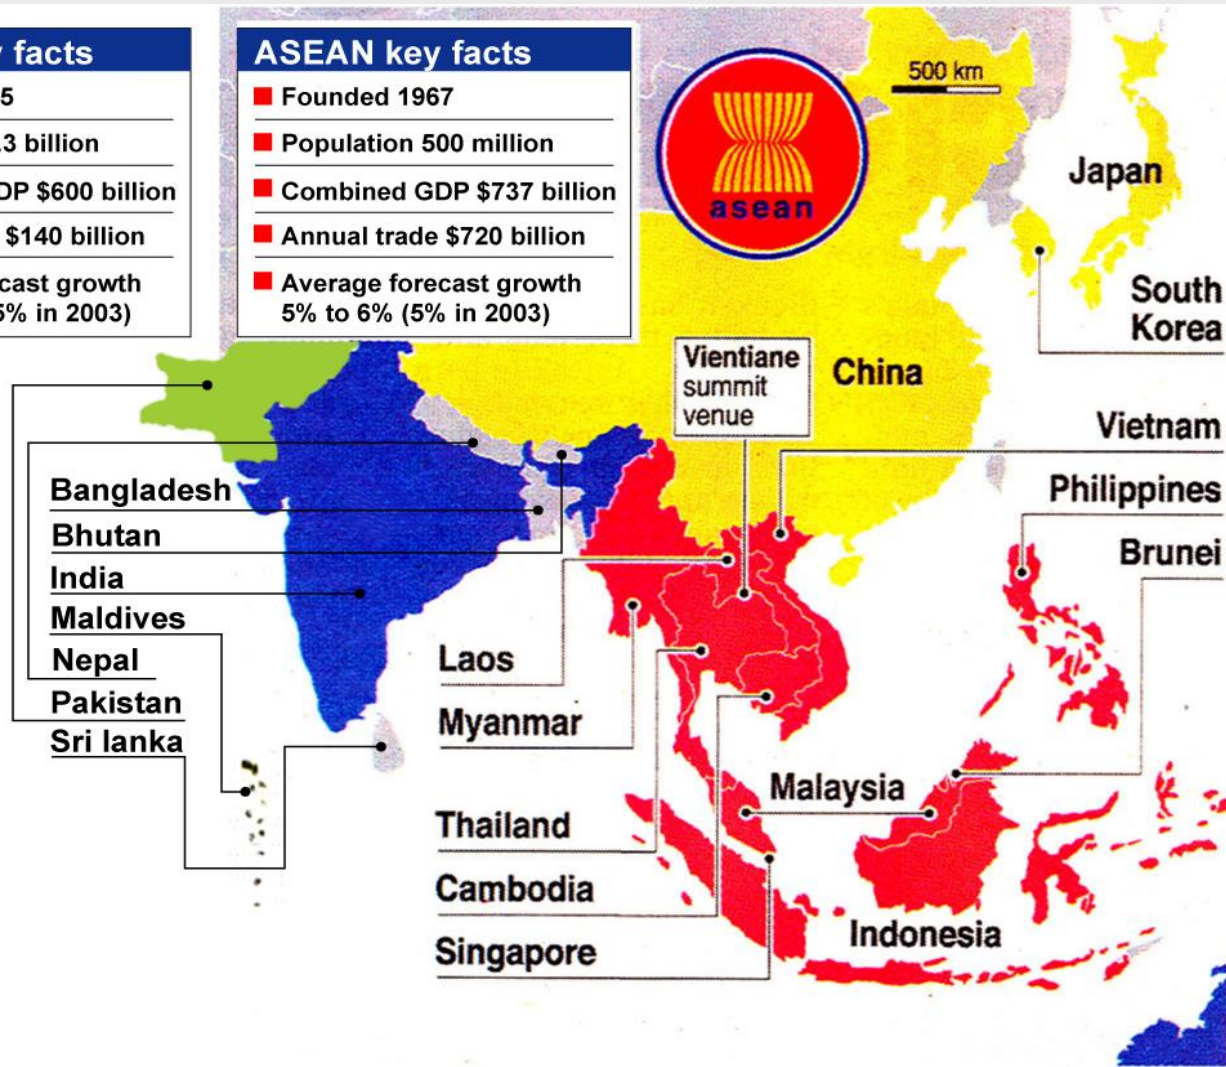 facts
5
.3 billion
DP $600 billion
$140 billion
cast growth
5% in 2003)
ASEAN key facts
Founded 1967
Population 500 million
Combined GDP $737 billion
Annual trade $720 billion
Average forecast growth
5% to 6% (5% in 2003)
asean
500 km
Japan
South
Korea
China
Vientiane
summit
venue
Vietnam
Philippines
Brunei
Bangladesh
Bhutan
India
Maldives
Nepal
Pakistan
Sri lanka
Laos
Myanmar
Malaysia
Thailand
Cambodia
Indonesia
Singapore